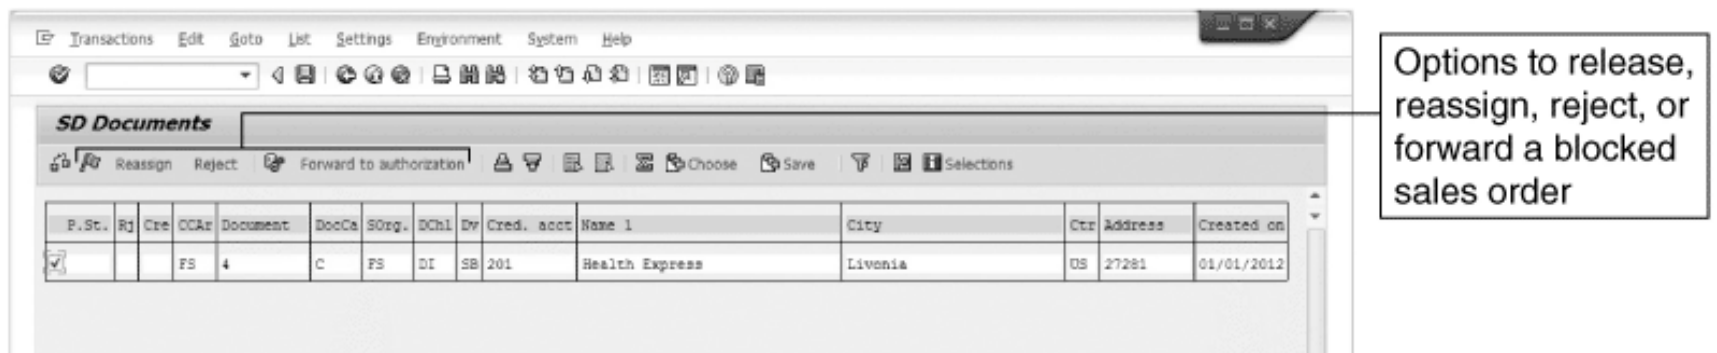 Transactions Edit Goto List Settings Environment System Help
SD Documents
Reassign Reject Forward to authorization Choose Save Selections
P.St. Rj Cre CCAr Document DocCa SOrg. DChl Dv Cred. acct Name 1 City Ctr Address Created on
FS 4 C FS DI SB 201 Health Express Livonia US 27281 01/01/2012
Options to release,
reassign, reject, or
forward a blocked
sales order